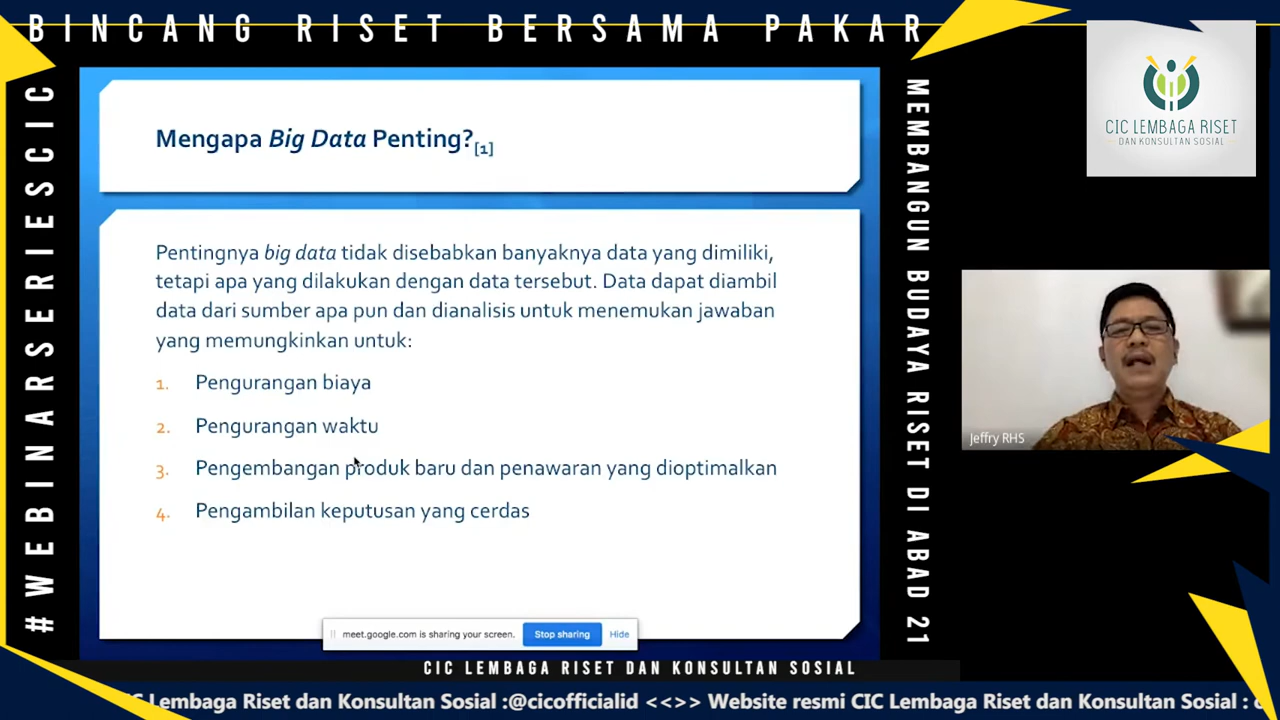 BINCANG RISET BERSAMA PAKAR
#WEBINARSERIESCIC
Mengapa Big Data Penting?[1]
Pentingnya big data tidak disebabkan banyaknya data yang dimiliki,
tetapi apa yang dilakukan dengan data tersebut. Data dapat diambil
data dari sumber apa pun dan dianalisis untuk menemukan jawaban
yang memungkinkan untuk:
1. Pengurangan biaya
2. Pengurangan waktu
3. Pengembangan produk baru dan penawaran yang dioptimalkan
4. Pengambilan keputusan yang cerdas
meet.google.com is sharing your screen. Stop sharing Hide
MEMBANGUN BUDAYA RISET DI ABAD 21
CIC LEMBAGA RISET
DAN KONSULTAN SOSIAL
Jeffry RHS
CIC LEMBAGA RISET DAN KONSULTAN SOSIAL
Lembaga Riset dan Konsultan Sosial :@cicofficialid <<>> Website resmi CIC Lembaga Riset dan Konsultan Sosial :